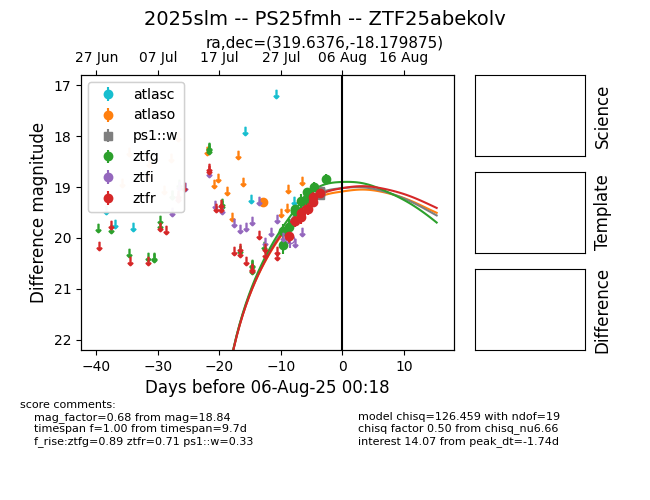 2025slm -- PS25fmh -- ZTF25abekolv
ra,dec=(319.6376,-18.179875)
27 Jun 07 Jul 17 Jul 27 Jul 06 Aug 16 Aug
17
18
19
20
21
22
Difference magnitude
atlasc
atlaso
ps1::w
ztfg
ztfi
ztfr
−40 −30 −20 −10 0 10
Days before 06-Aug-25 00:18
Science
Template
Difference
score comments:
mag_factor=0.68 from mag=18.84
timespan f=1.00 from timespan=9.7d
f_rise:ztfg=0.89 ztfr=0.71 ps1::w=0.33
model chisq=126.459 with ndof=19
chisq factor 0.50 from chisq_nu6.66
interest 14.07 from peak_dt=-1.74d